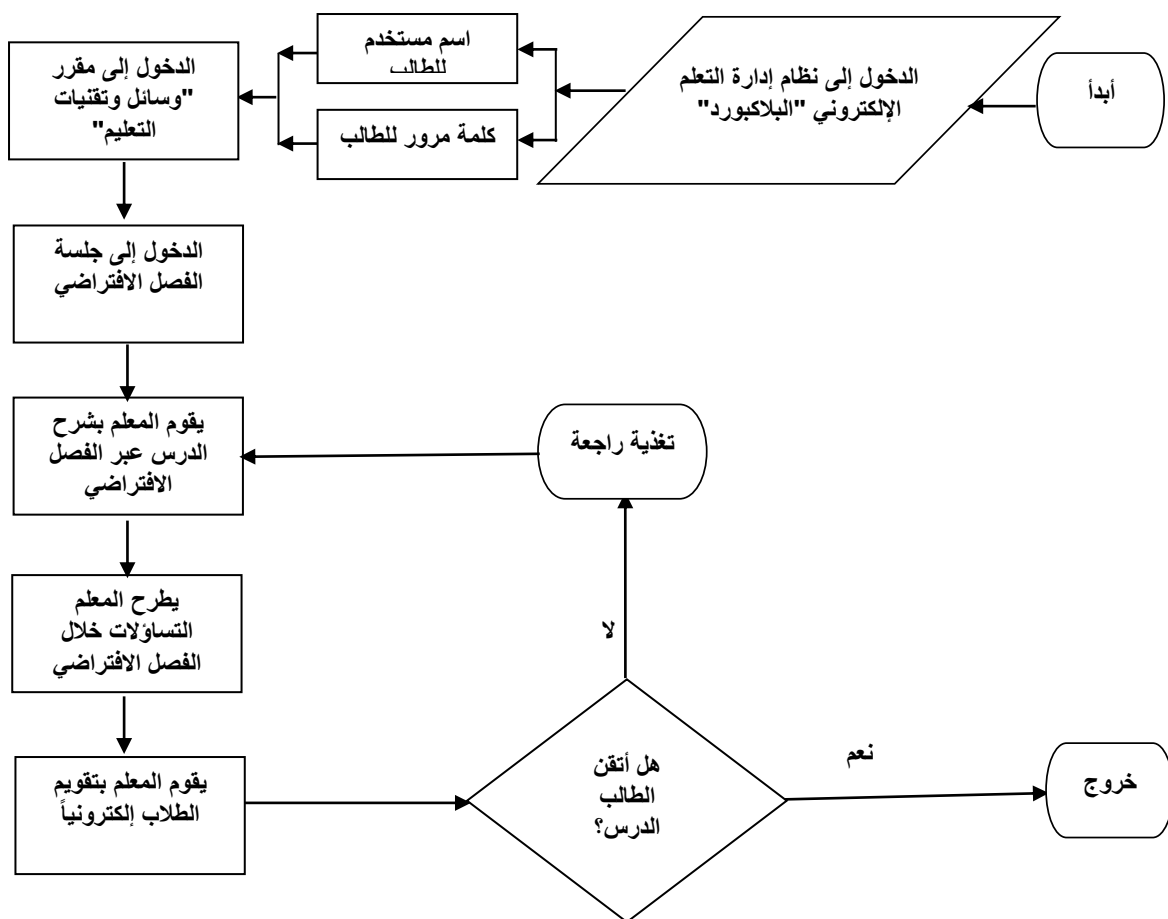 أبدأ
الدخول إلى نظام إدارة التعلم
الإلكتروني "البلاكبورد"
اسم مستخدم
للطالب
كلمة مرور للطالب
الدخول إلى مقرر
"وسائل وتقنيات
التعليم"
الدخول إلى جلسة
الفصل الافتراضي
يقوم المعلم بشرح
الدرس عبر الفصل
الافتراضي
يطرح المعلم
التساؤلات خلال
الفصل الافتراضي
يقوم المعلم بتقويم
الطلاب إلكترونياً
هل أتقن
الطالب
الدرس؟
لا
تغذية راجعة
نعم
خروج